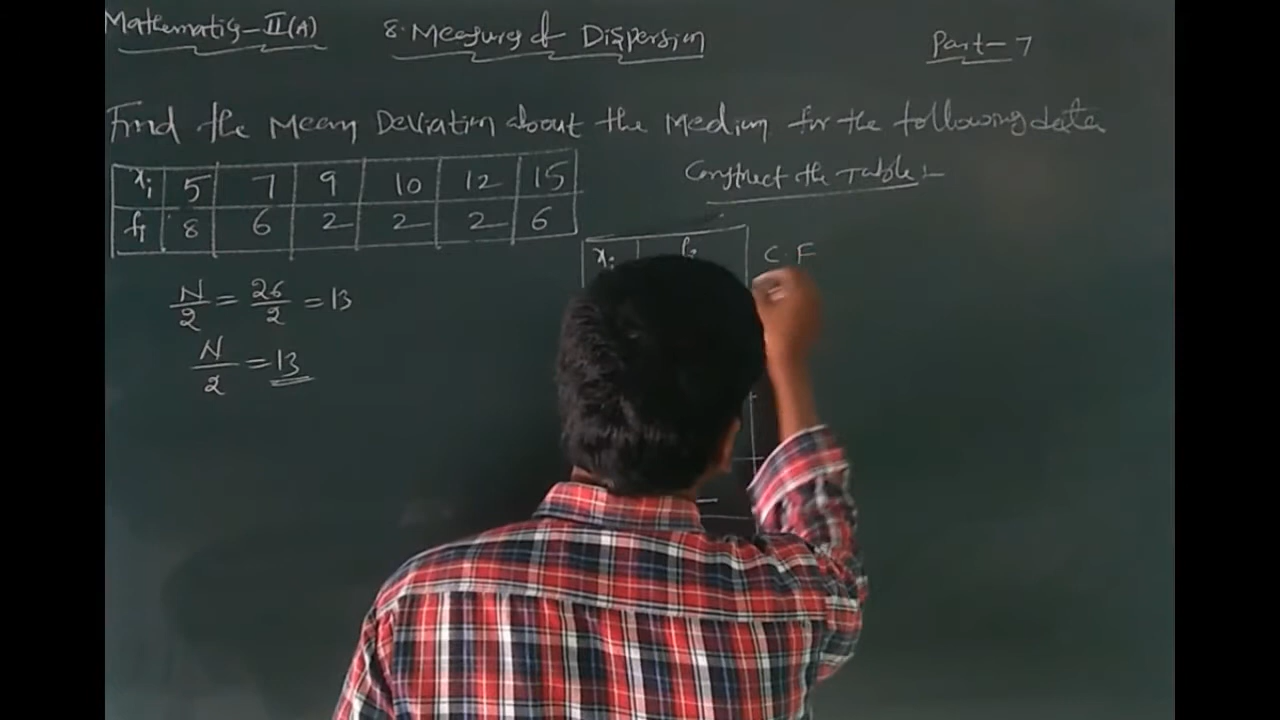 Mathematics-II(A) 8. Measures of Dispersion Part-7
Find the Mean Deviation about the Median for the following data
xi 5 7 9 10 12 15
fi 8 6 2 2 2 6
Construct the Table :-
xi fi C.F
N/2 = 26/2 = 13
N/2 = 13